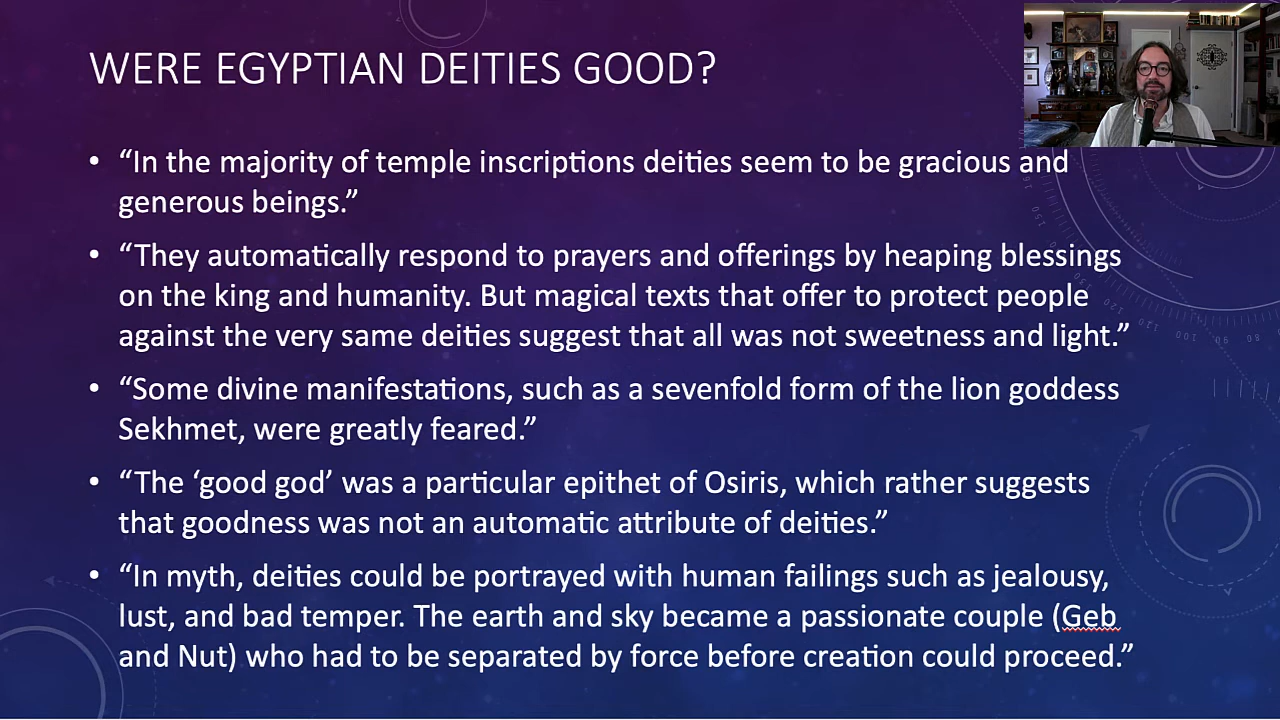 WERE EGYPTIAN DEITIES GOOD?
• “In the majority of temple inscriptions deities seem to be gracious and
generous beings.”
• “They automatically respond to prayers and offerings by heaping blessings
on the king and humanity. But magical texts that offer to protect people
against the very same deities suggest that all was not sweetness and light.”
• “Some divine manifestations, such as a sevenfold form of the lion goddess
Sekhmet, were greatly feared.”
• “The ‘good god’ was a particular epithet of Osiris, which rather suggests
that goodness was not an automatic attribute of deities.”
• “In myth, deities could be portrayed with human failings such as jealousy,
lust, and bad temper. The earth and sky became a passionate couple (Geb
and Nut) who had to be separated by force before creation could proceed.”